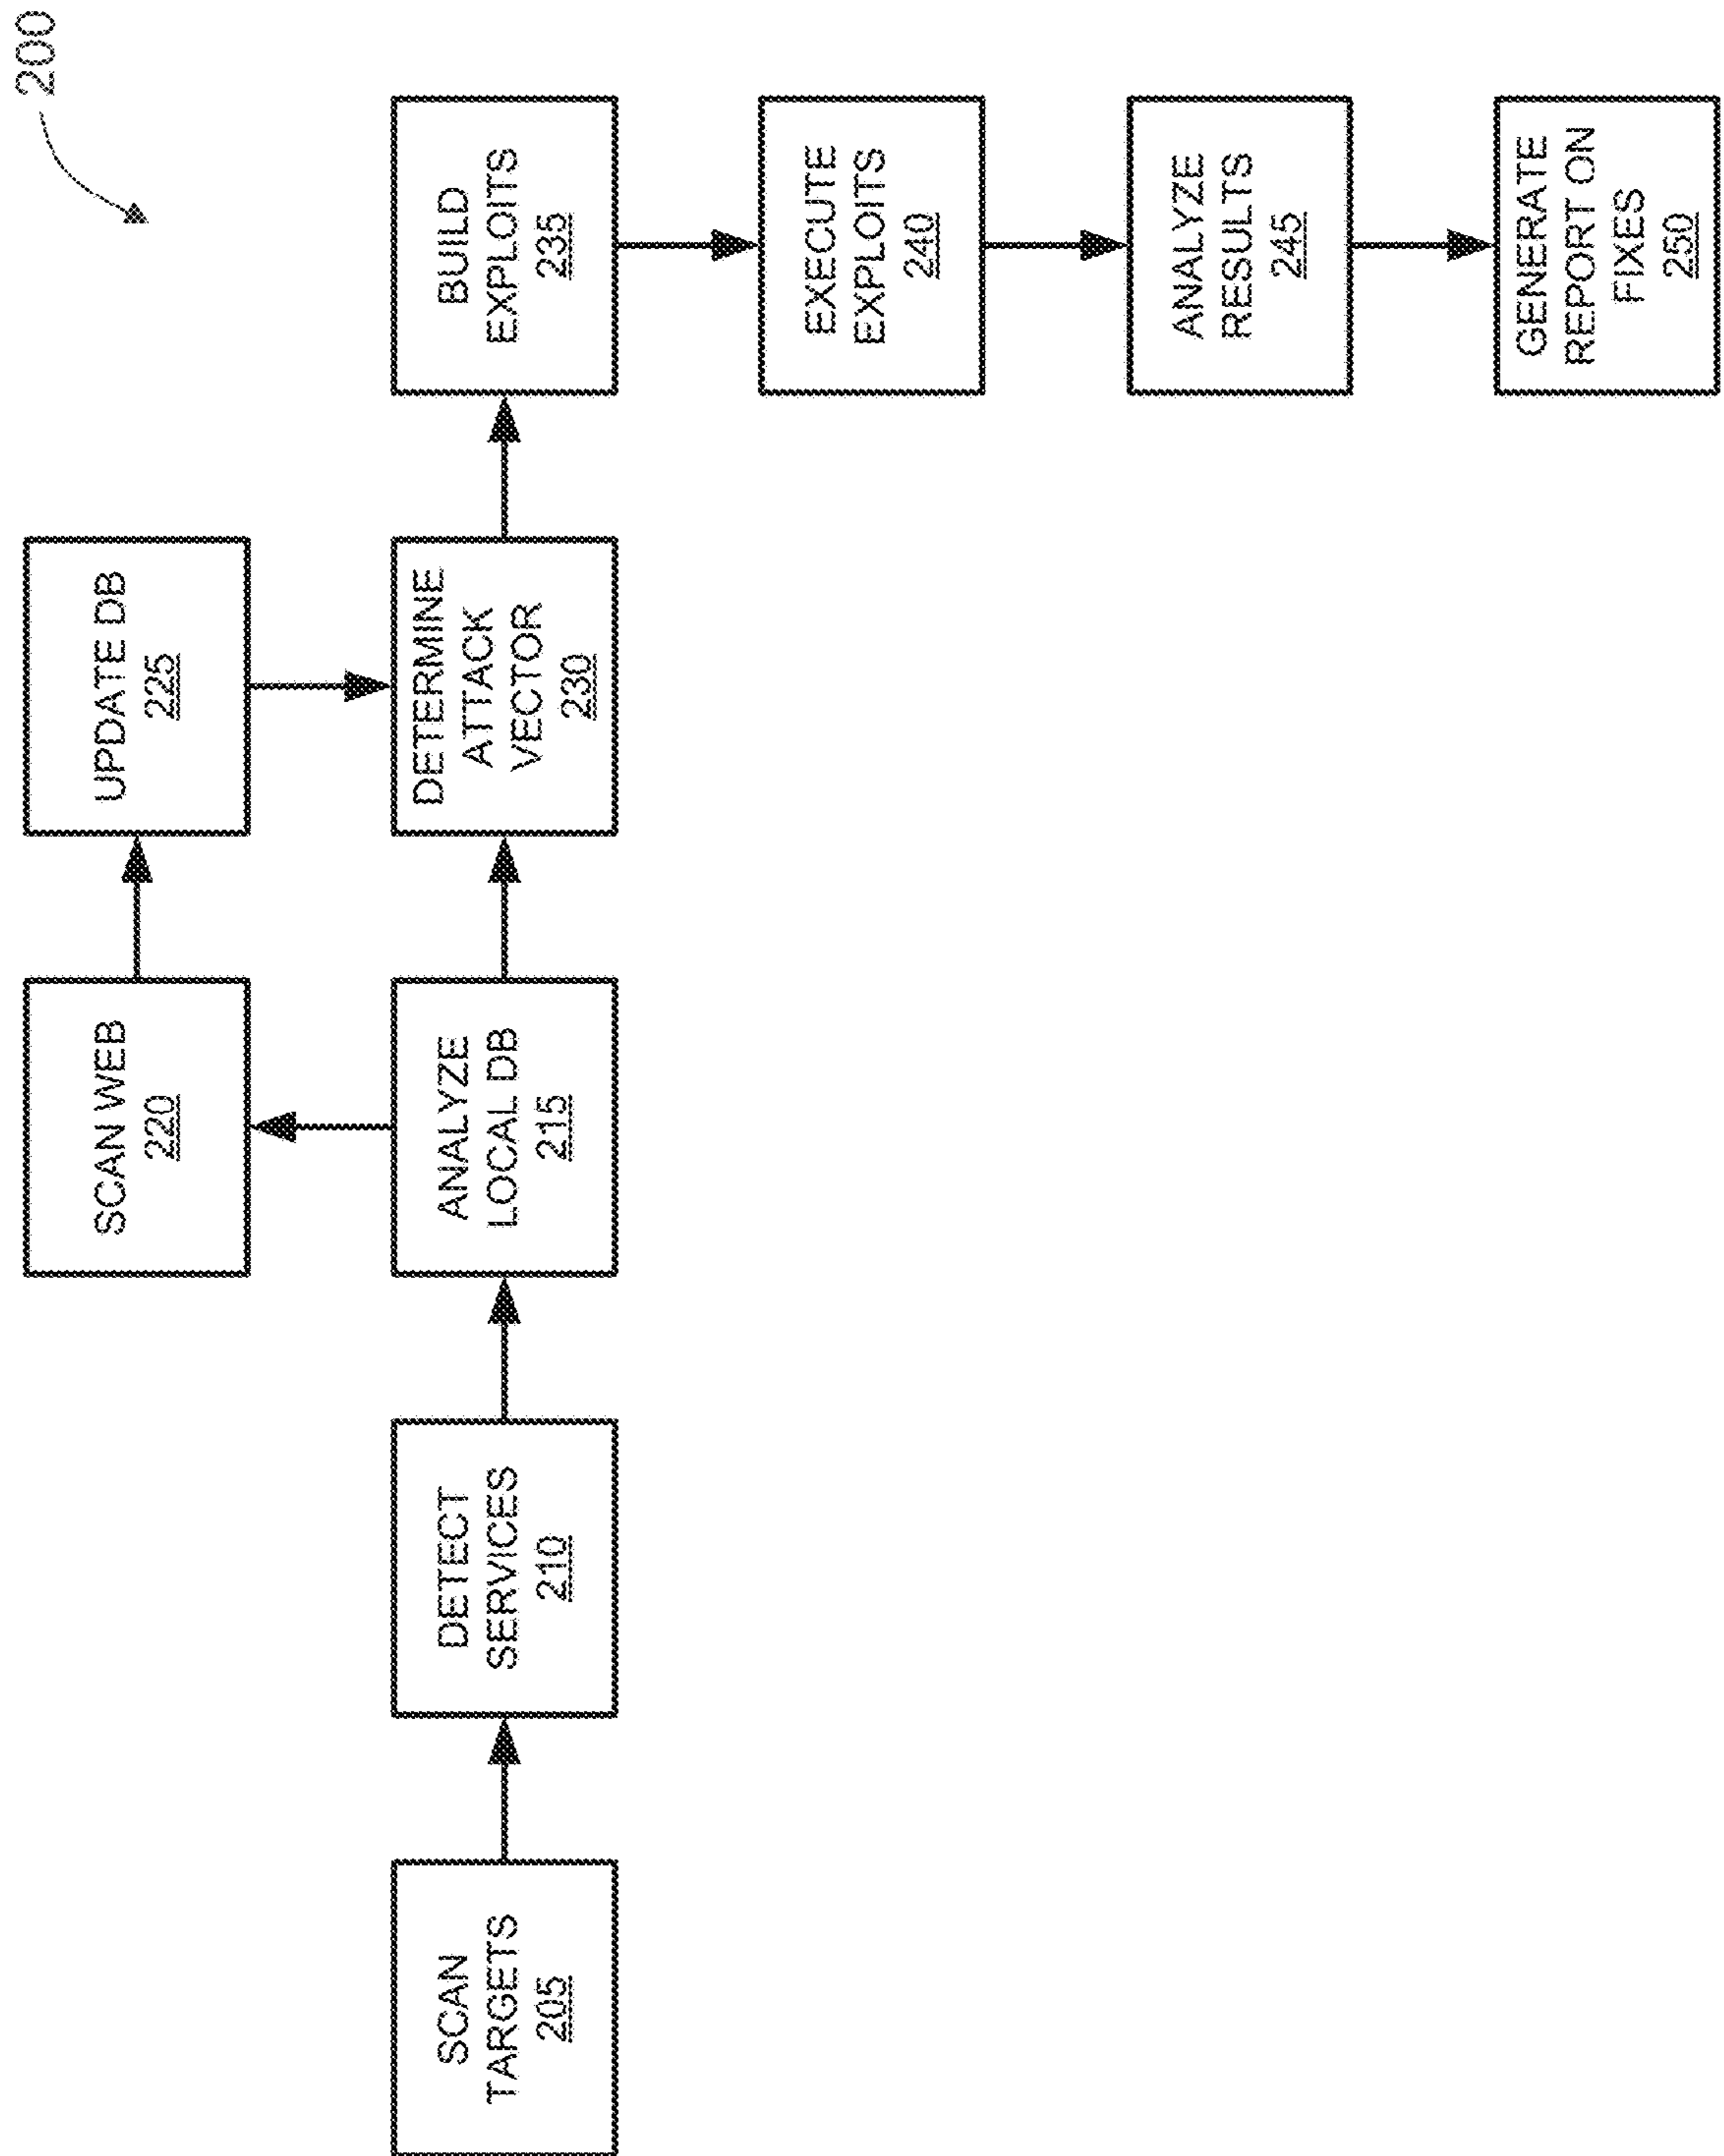 200
SCAN
TARGETS
205
DETECT
SERVICES
210
ANALYZE
LOCAL DB
215
SCAN WEB
220
UPDATE DB
225
DETERMINE
ATTACK
VECTOR
230
BUILD
EXPLOITS
235
EXECUTE
EXPLOITS
240
ANALYZE
RESULTS
245
GENERATE
REPORT ON
FIXES
250